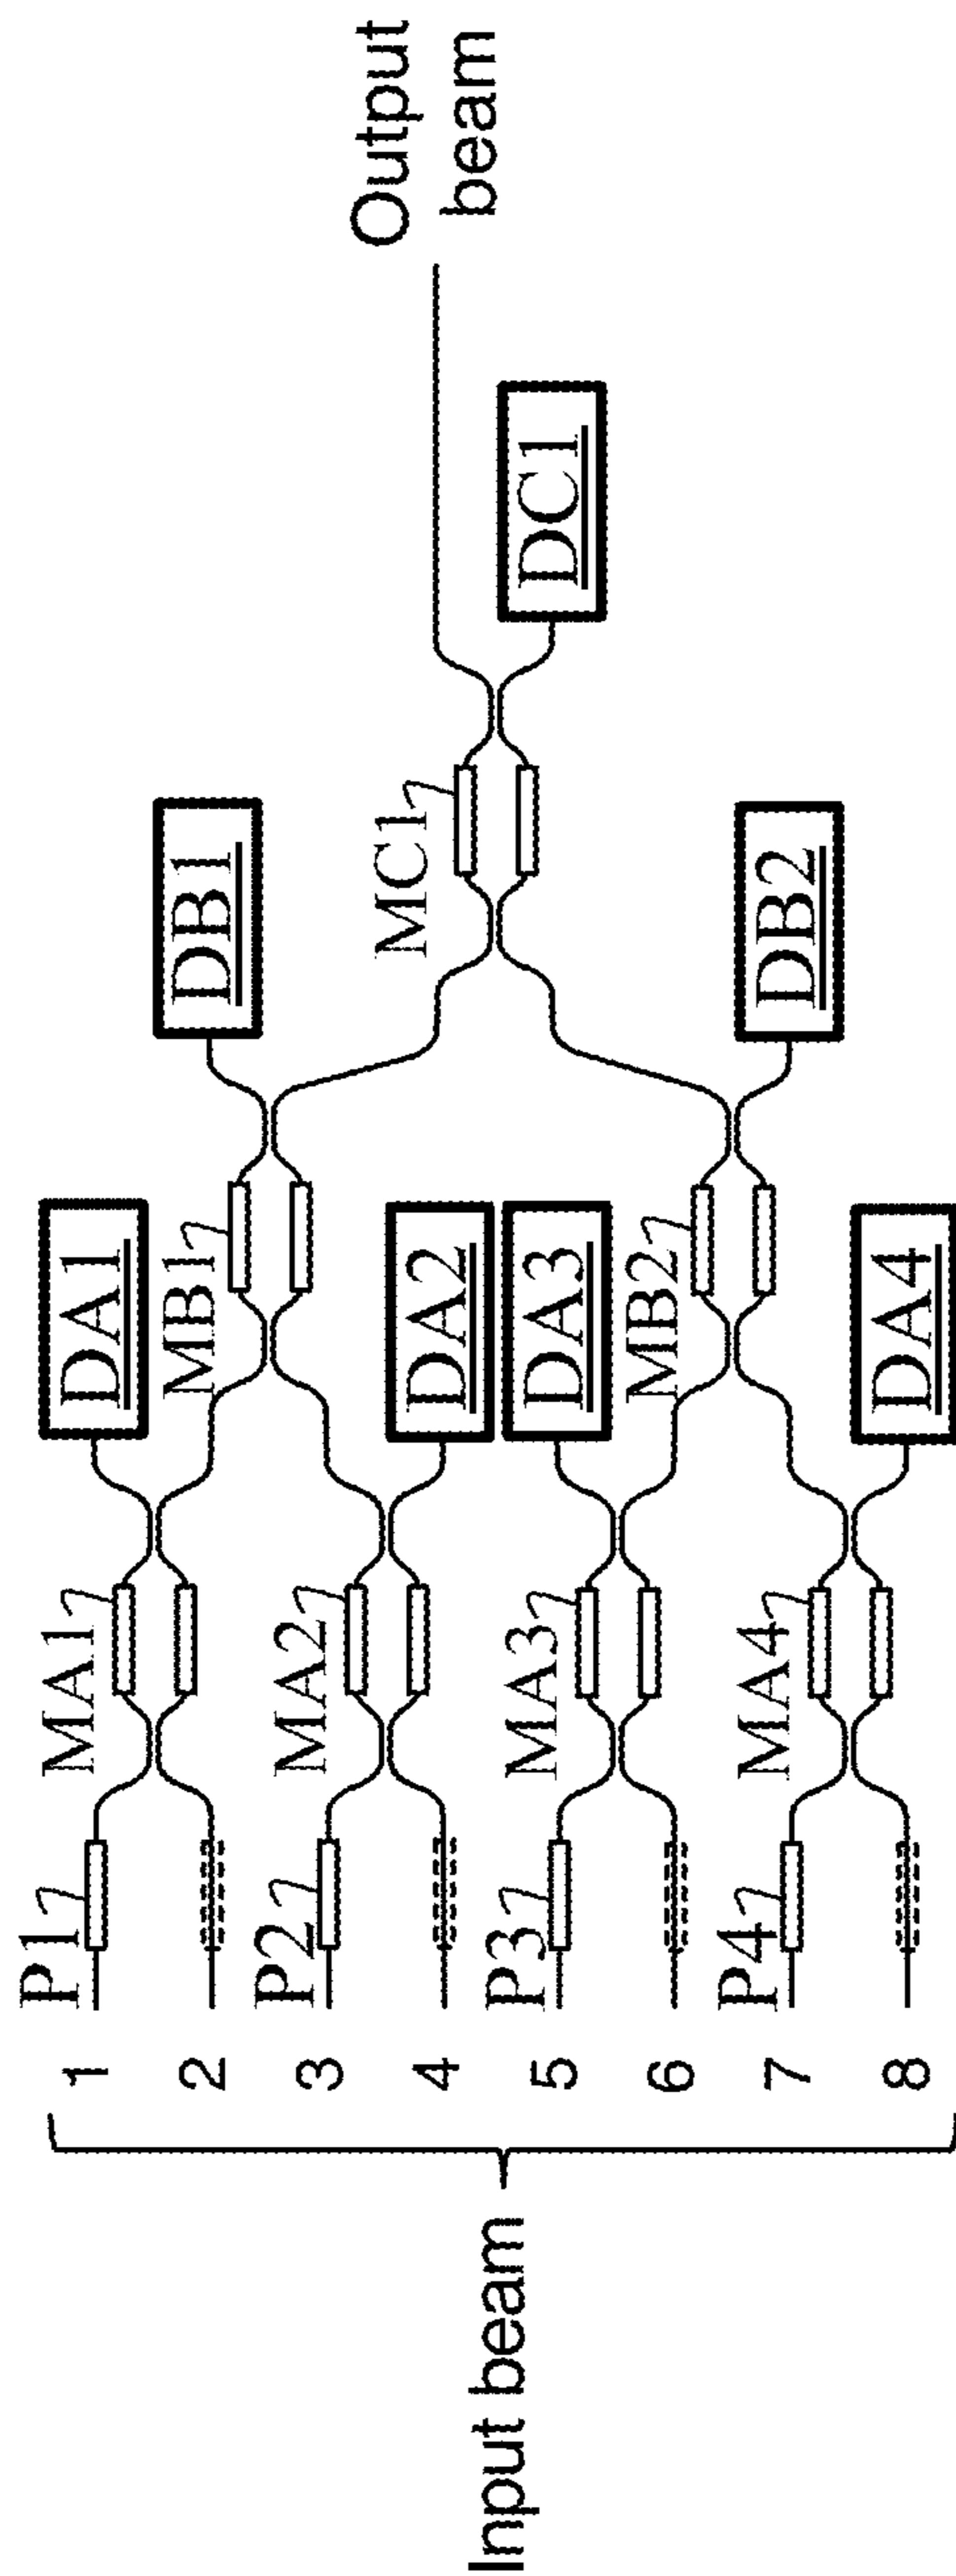 Input beam
1
2
3
4
5
6
7
8
P1
P2
P3
P4
MA1
MA2
MA3
MA4
DA1
DA2
DA3
DA4
MB1
MB2
DB1
DB2
MC1
DC1
Output
beam